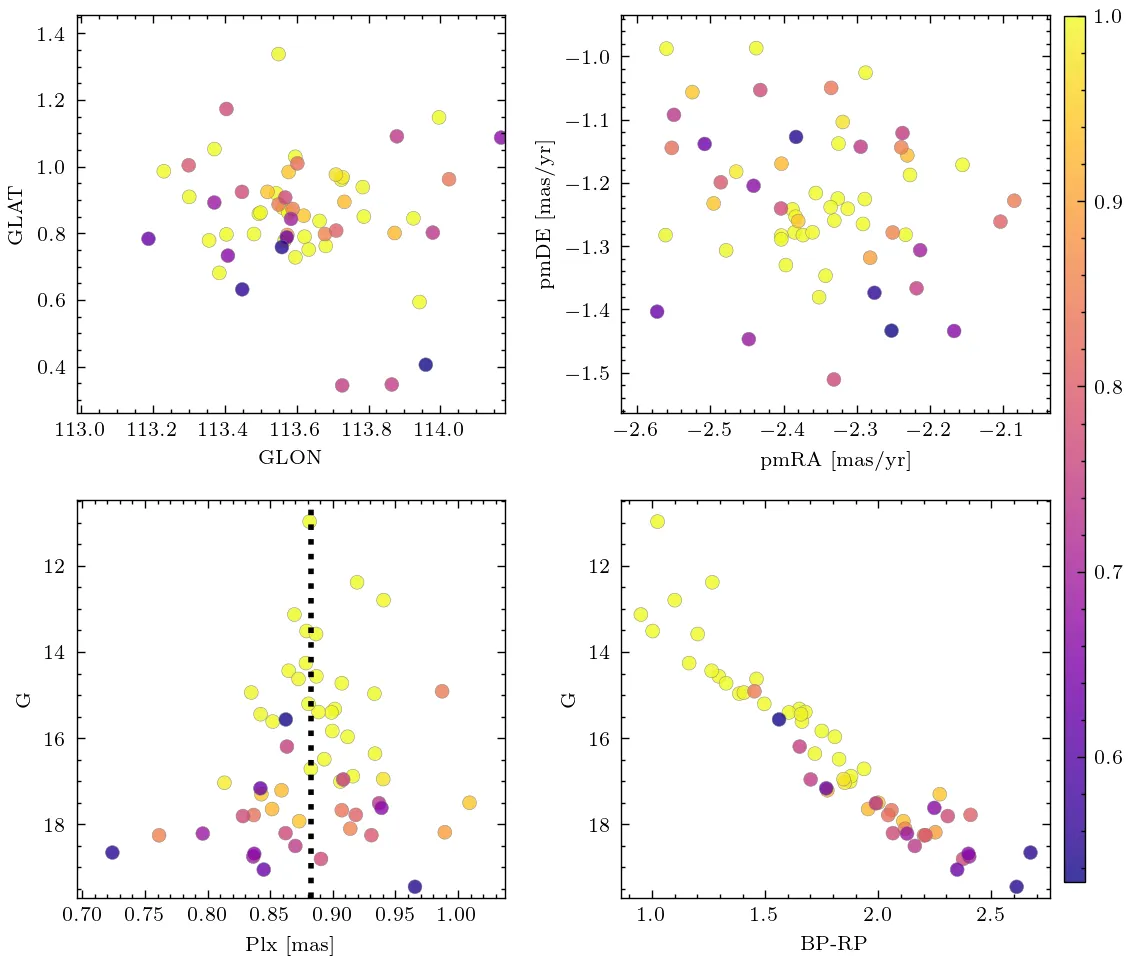 1.4
1.2
1.0
0.8
0.6
0.4
GLAT
113.0 113.2 113.4 113.6 113.8 114.0
GLON
−1.0
−1.1
−1.2
−1.3
−1.4
−1.5
pmDE [mas/yr]
−2.6 −2.5 −2.4 −2.3 −2.2 −2.1
pmRA [mas/yr]
1.0
0.9
0.8
0.7
0.6
12
14
16
18
G
0.70 0.75 0.80 0.85 0.90 0.95 1.00
Plx [mas]
12
14
16
18
G
1.0 1.5 2.0 2.5
BP-RP